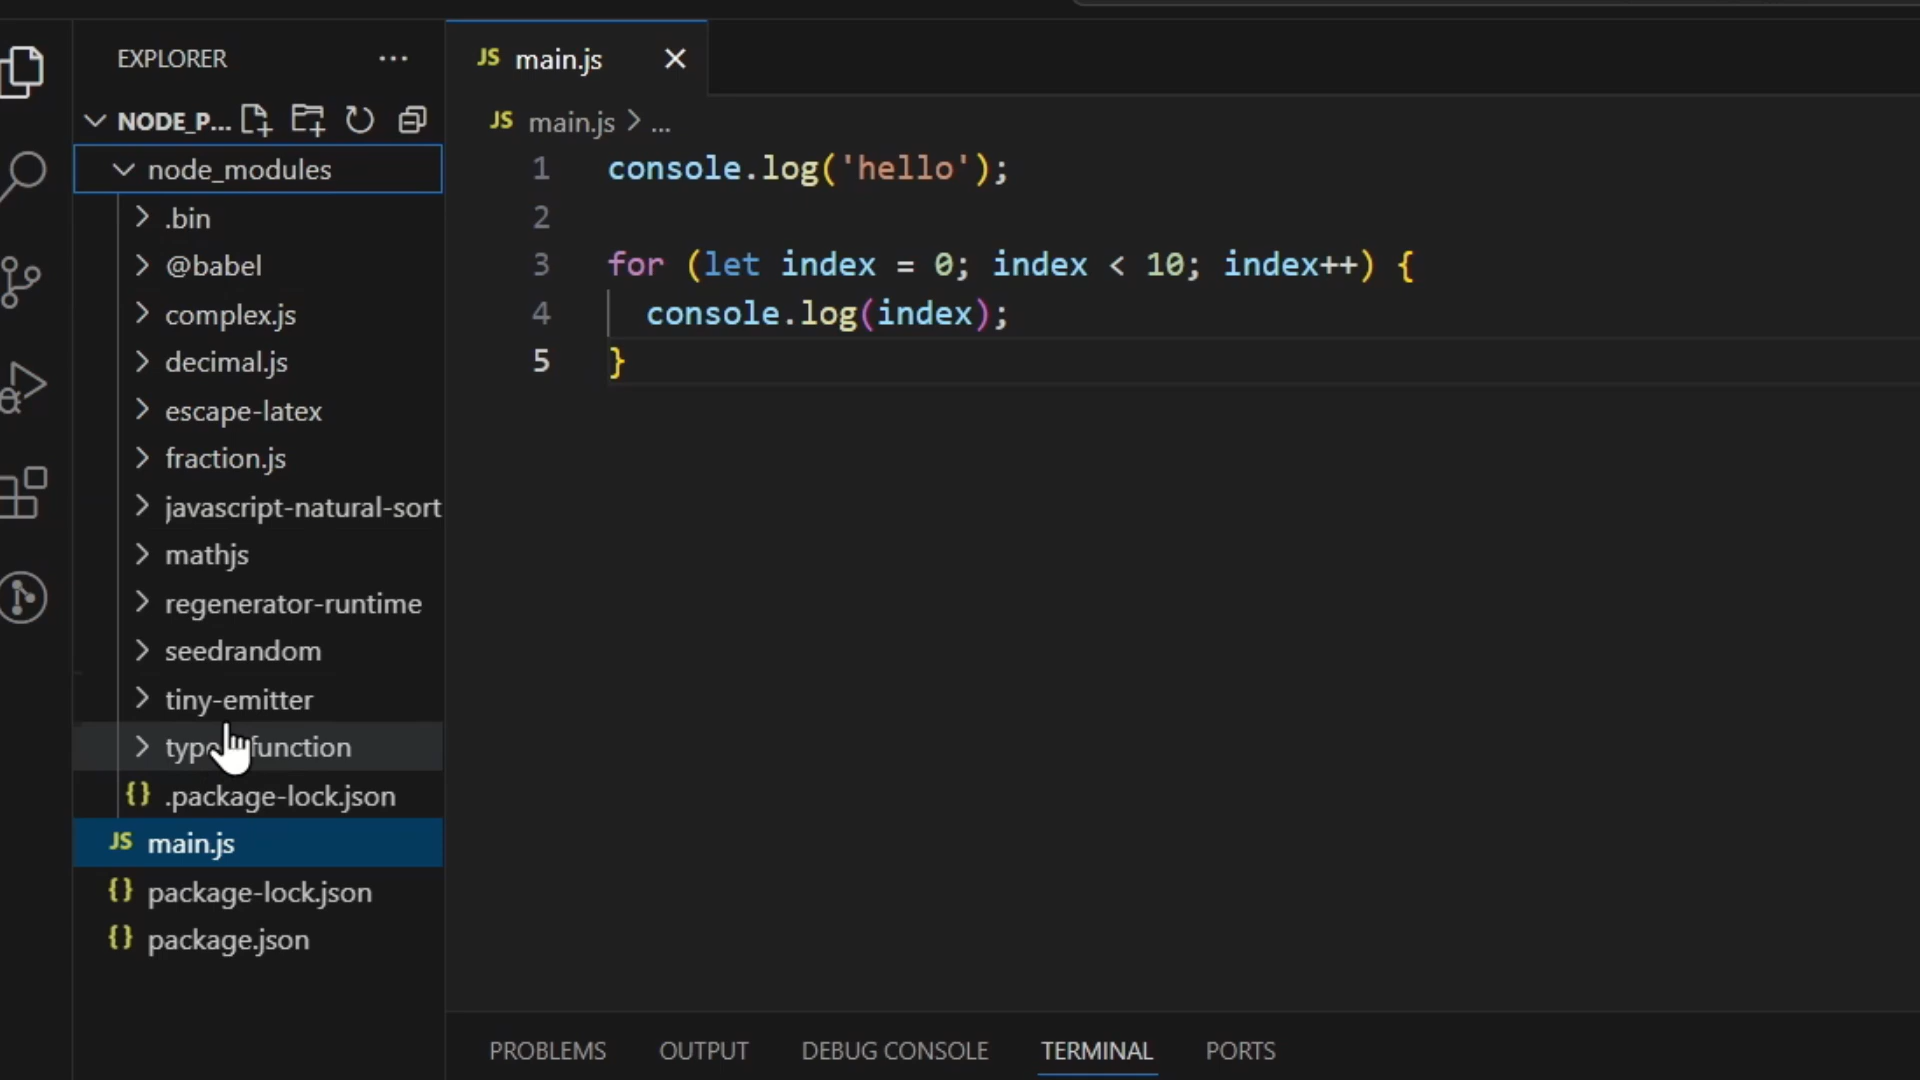 EXPLORER
NODE_P...
node_modules
.bin
@babel
complex.js
decimal.js
escape-latex
fraction.js
javascript-natural-sort
mathjs
regenerator-runtime
seedrandom
tiny-emitter
function
{} .package-lock.json
JS main.js
{} package-lock.json
{} package.json
JS main.js
JS main.js > ...
1 console.log('hello');
2
3 for (let index = 0; index < 10; index++) {
4 console.log(index);
5 }
PROBLEMS OUTPUT DEBUG CONSOLE TERMINAL PORTS